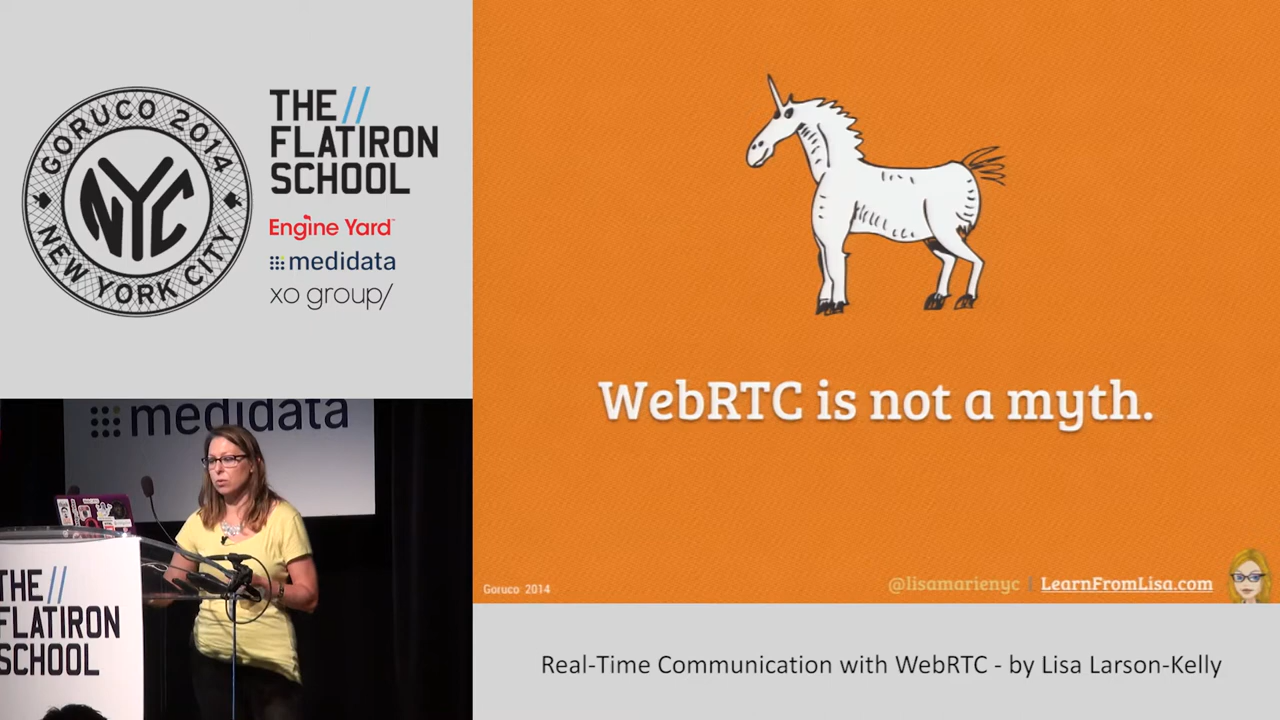 GORUCO 2014
NYC
NEW YORK CITY
THE //
FLATIRON
SCHOOL
Engine Yard™
medidata
xo group/
WebRTC is not a myth.
Goruco 2014
@lisamarienyc | LearnFromLisa.com
medidata
THE //
FLATIRON
SCHOOL
Real-Time Communication with WebRTC - by Lisa Larson-Kelly